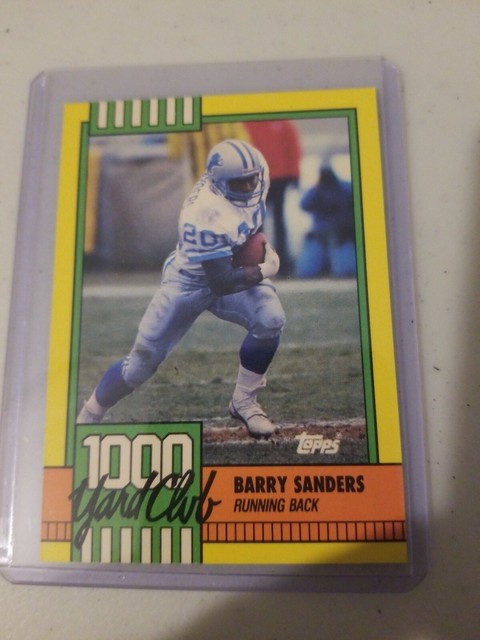 20
topps
1000
Yard Club
BARRY SANDERS
RUNNING BACK